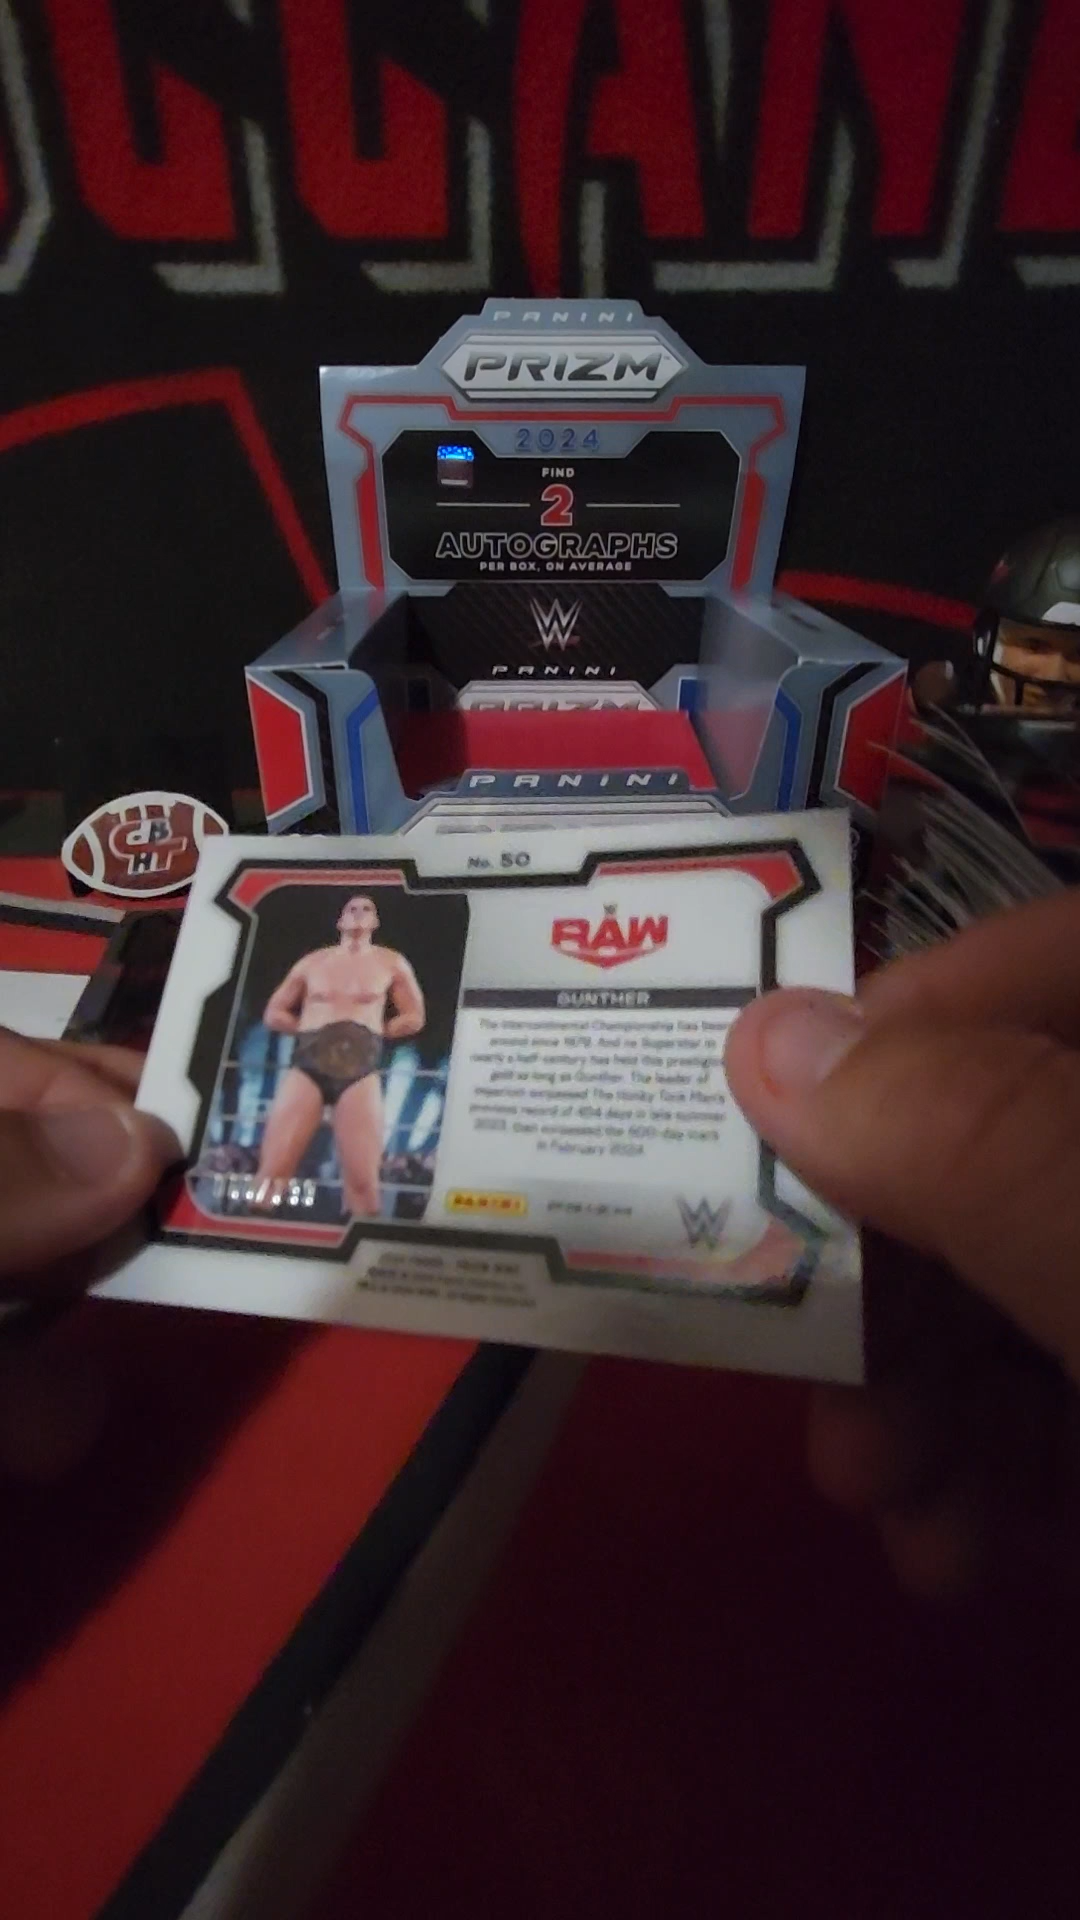 CCAN
PANINI
PRIZM
2024
FIND
2
AUTOGRAPHS
PER BOX, ON AVERAGE
W
PANINI
PRIZM
PANINI
No. 50
RAW
GUNTHER
The Intercontinental Championship has been
around since 1979. And no Superstar in
nearly a half-century has held this prestigious
gold so long as Gunther. The leader of
Imperium surpassed The Honky Tonk Man's
previous record of 454 days in late summer
2023, then surpassed the 600-day mark
in February 2024.
PANINI
W